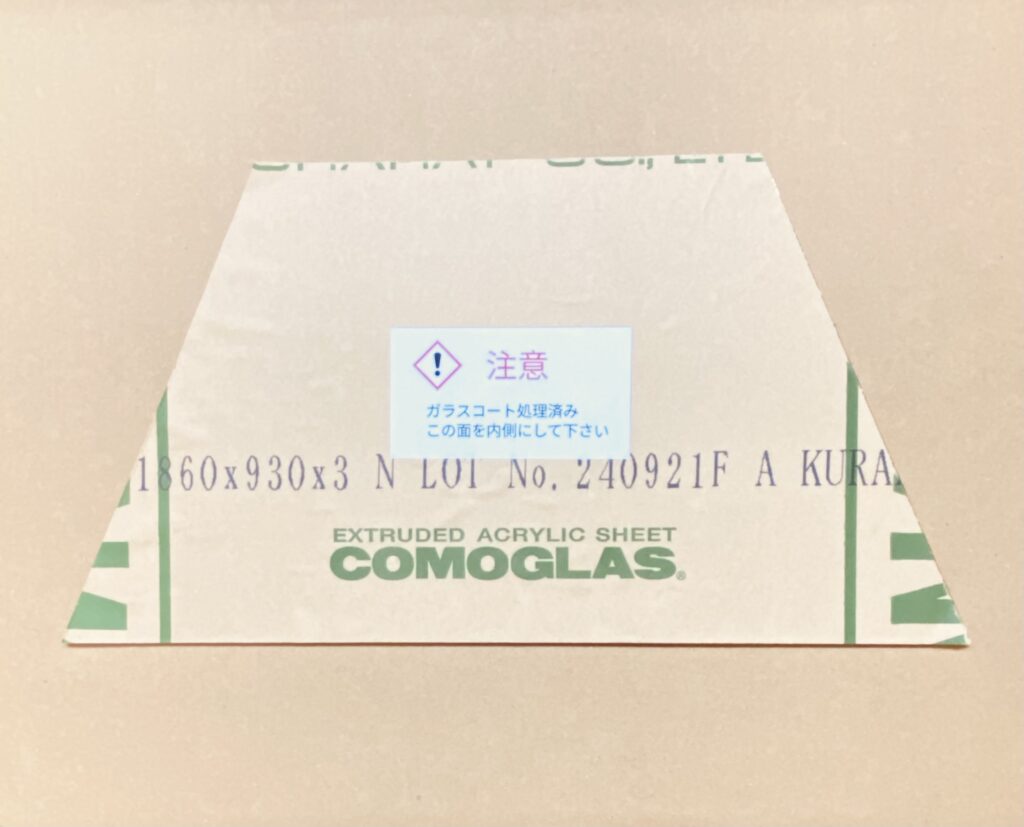 ! 注意
ガラスコート処理済み
この面を内側にして下さい
1860x930x3 N LOT No. 240921F A KURA
EXTRUDED ACRYLIC SHEET
COMOGLAS®